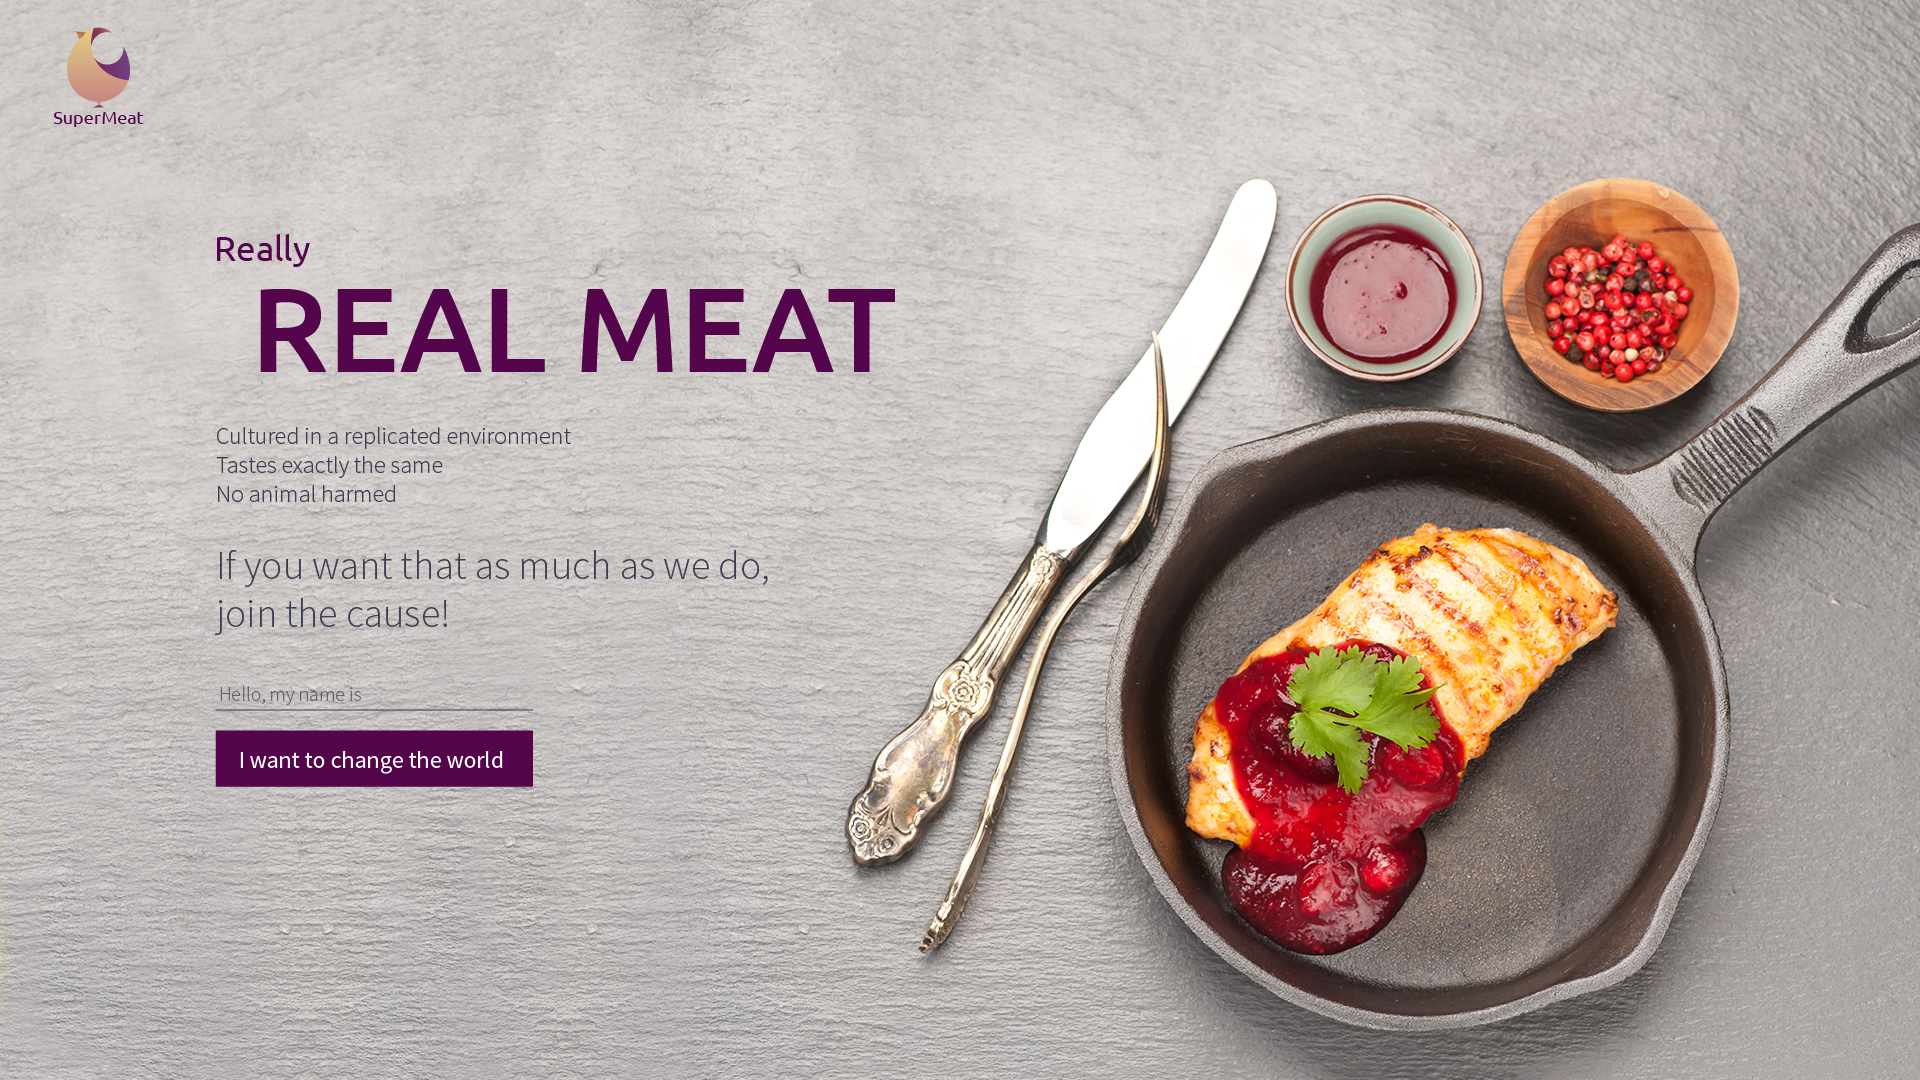 SuperMeat
Really
REAL MEAT
Cultured in a replicated environment
Tastes exactly the same
No animal harmed
If you want that as much as we do,
join the cause!
Hello, my name is
I want to change the world